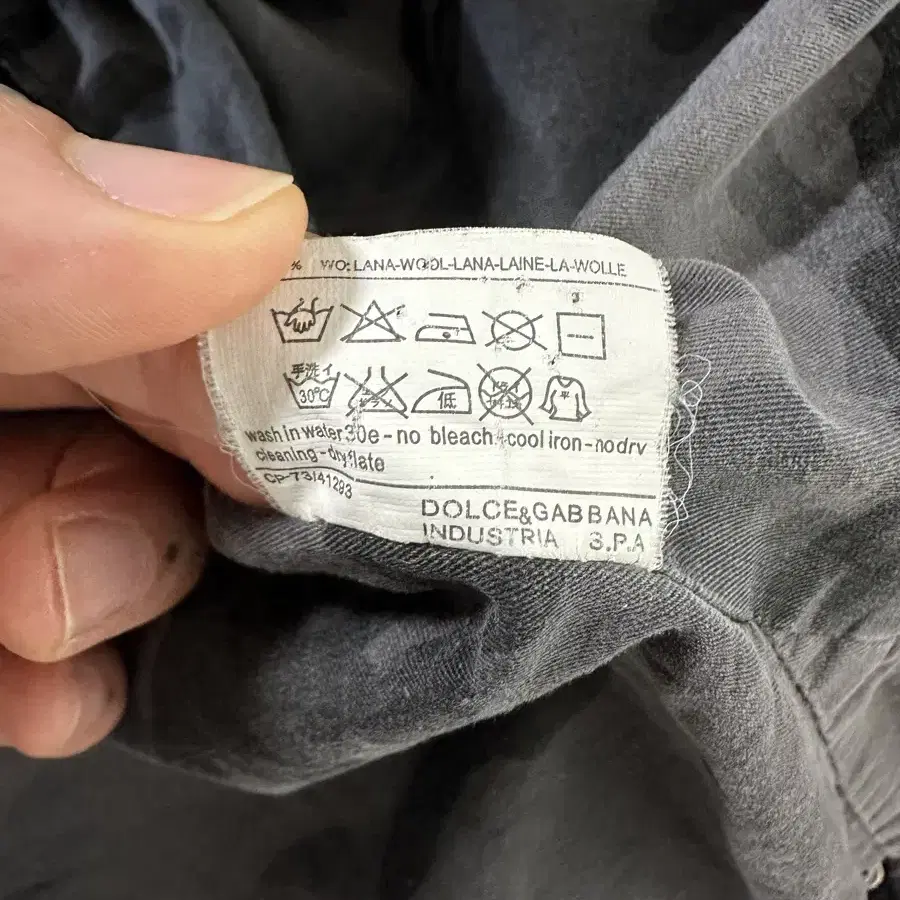 % WO: LANA-WOOL-LANA-LAINE-LA-WOLLE
手洗イ
30℃
低
平
wash in water 30e - no bleach - cool iron - no drv
cleaning - dry flate
CP-73/41293
DOLCE&GABBANA
INDUSTRIA S.P.A